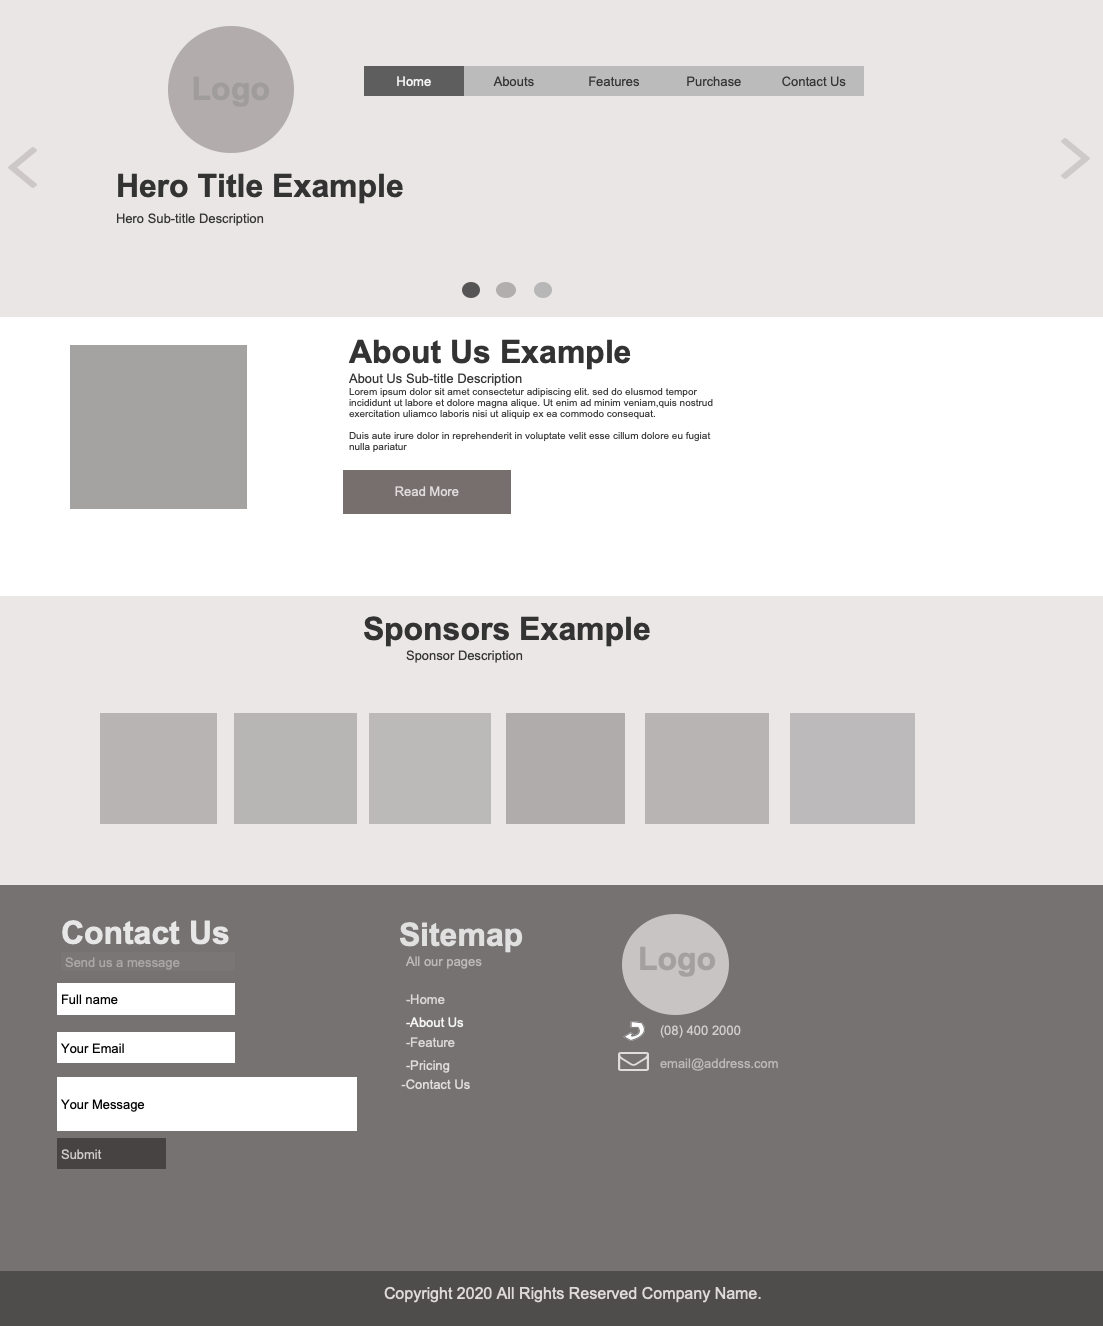 Logo
Home
Abouts
Features
Purchase
Contact Us
Hero Title Example
Hero Sub-title Description
About Us Example
About Us Sub-title Description
Lorem ipsum dolor sit amet consectetur adipiscing elit. sed do elusmod tempor
incididunt ut labore et dolore magna alique. Ut enim ad minim veniam,quis nostrud
exercitation uliamco laboris nisi ut aliquip ex ea commodo consequat.
Duis aute irure dolor in reprehenderit in voluptate velit esse cillum dolore eu fugiat
nulla pariatur
Read More
Sponsors Example
Sponsor Description
Contact Us
Send us a message
Full name
Your Email
Your Message
Submit
Sitemap
All our pages
-Home
-About Us
-Feature
-Pricing
-Contact Us
Logo
(08) 400 2000
email@address.com
Copyright 2020 All Rights Reserved Company Name.